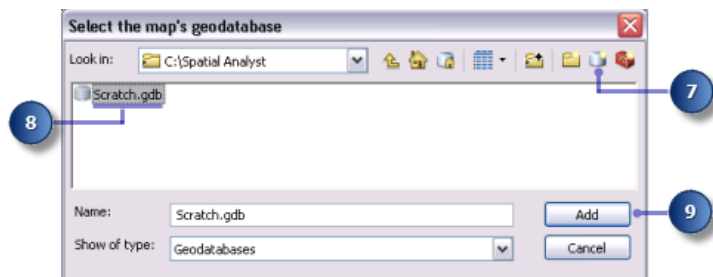 Select the map's geodatabase
Look in: C:\Spatial Analyst
7
Scratch.gdb
8
Name: Scratch.gdb
Add
9
Show of type: Geodatabases
Cancel